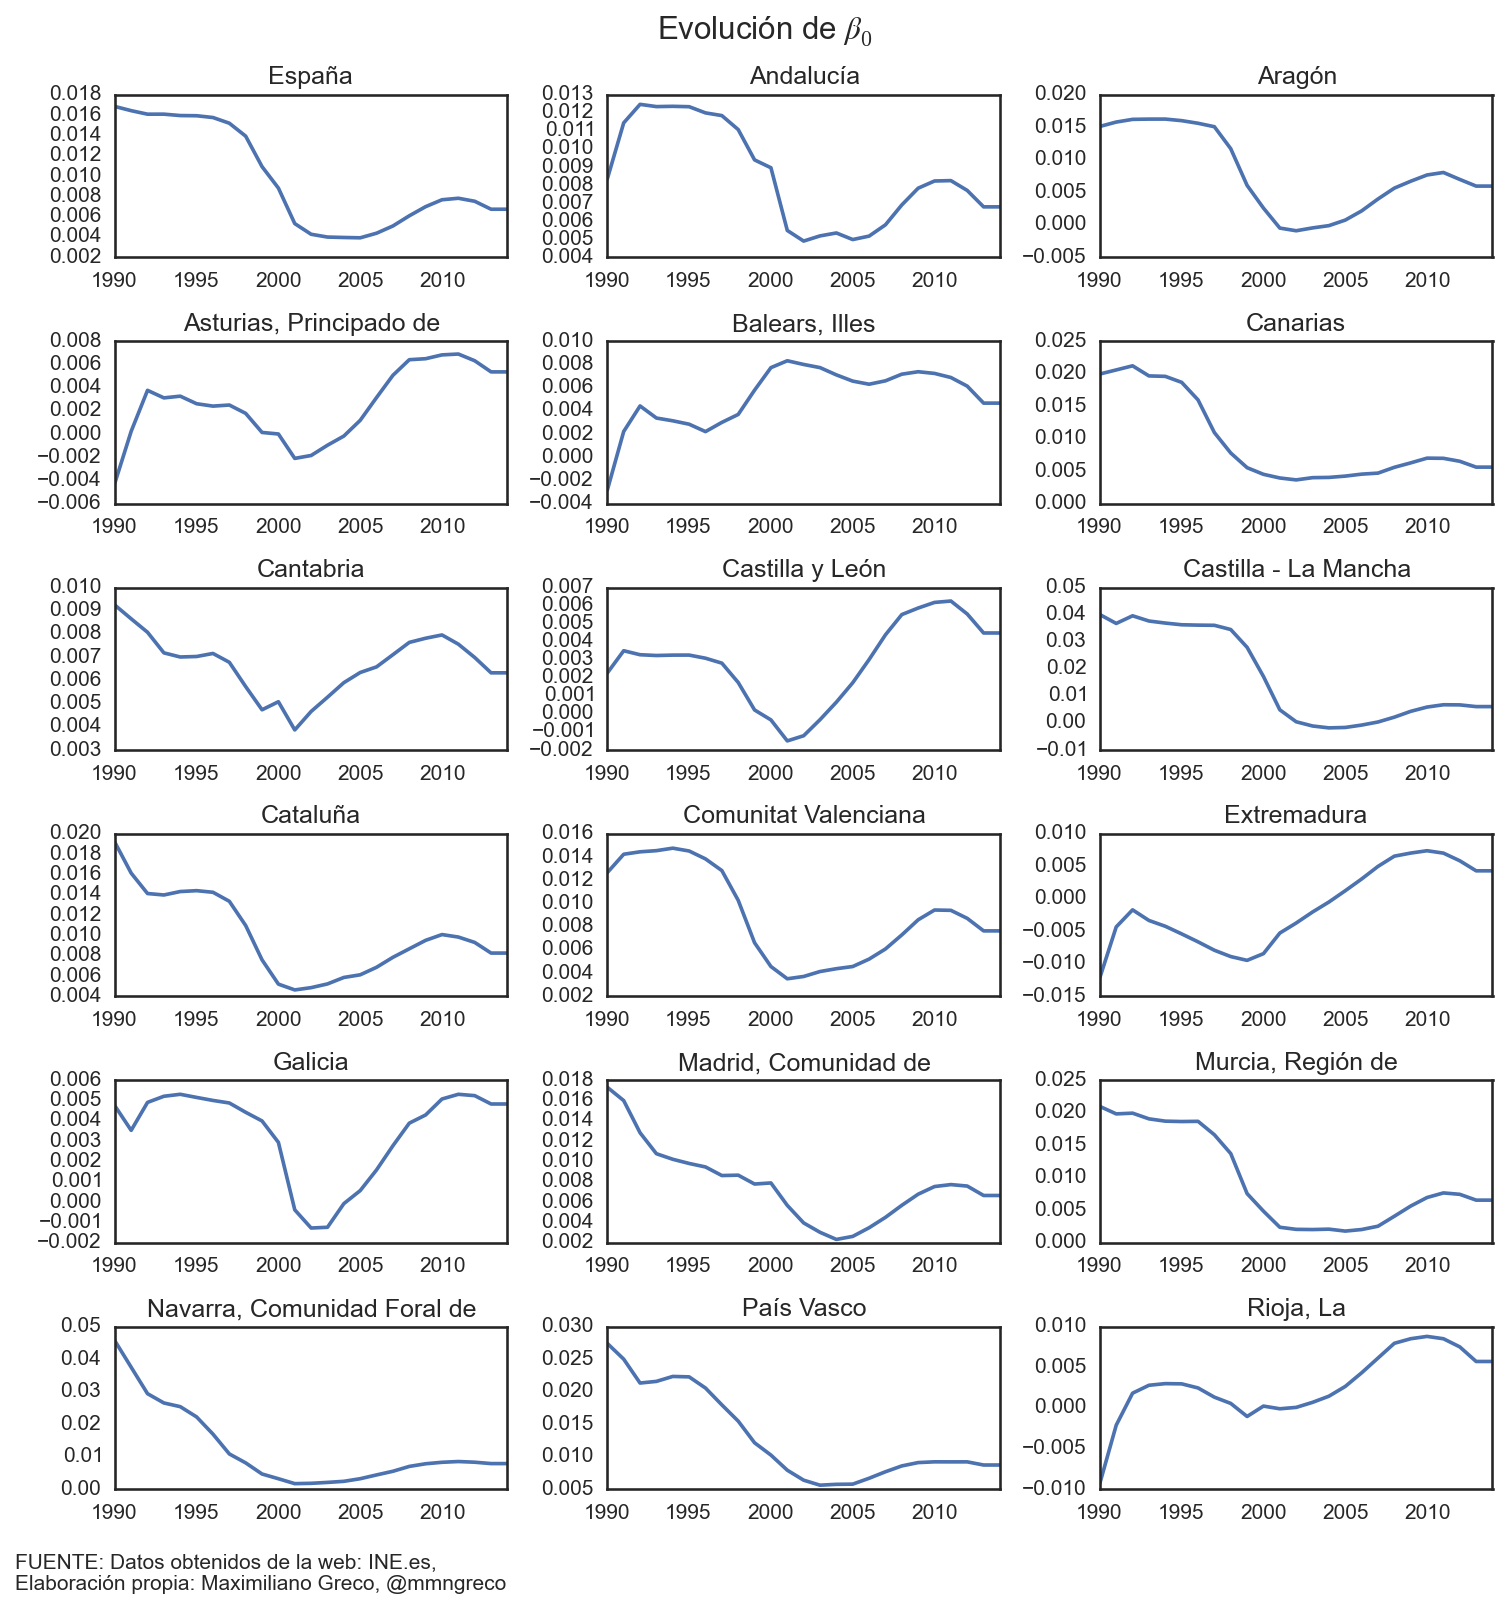 Evolución de β₀
España Andalucía Aragón
0.018 0.013 0.020
0.016 0.012
0.014 0.011 0.015
0.012 0.010 0.010
0.010 0.009
0.008 0.008 0.005
0.006 0.007 0.000
0.004 0.006
0.002 0.005
0.004 −0.005
1990 1995 2000 2005 2010 1990 1995 2000 2005 2010 1990 1995 2000 2005 2010
Asturias, Principado de Balears, Illes Canarias
0.008 0.010 0.025
0.006 0.008 0.020
0.004 0.006
0.002 0.004 0.015
0.000 0.002 0.010
−0.002 0.000
−0.004 −0.002 0.005
−0.006 −0.004 0.000
1990 1995 2000 2005 2010 1990 1995 2000 2005 2010 1990 1995 2000 2005 2010
Cantabria Castilla y León Castilla - La Mancha
0.010 0.007 0.05
0.009 0.006 0.04
0.008 0.005 0.03
0.007 0.004 0.02
0.006 0.003 0.01
0.005 0.002 0.00
0.004 0.001 −0.01
0.003 0.000
−0.001
−0.002
1990 1995 2000 2005 2010 1990 1995 2000 2005 2010 1990 1995 2000 2005 2010
Cataluña Comunitat Valenciana Extremadura
0.020 0.016 0.010
0.018 0.014 0.005
0.016 0.012 0.000
0.014 0.010 −0.005
0.012 0.008 −0.010
0.010 0.006 −0.015
0.008 0.004
0.006 0.002
0.004
1990 1995 2000 2005 2010 1990 1995 2000 2005 2010 1990 1995 2000 2005 2010
Galicia Madrid, Comunidad de Murcia, Región de
0.006 0.018 0.025
0.005 0.016 0.020
0.004 0.014 0.015
0.003 0.012 0.010
0.002 0.010 0.005
0.001 0.008 0.000
0.000 0.006
−0.001 0.004
−0.002 0.002
1990 1995 2000 2005 2010 1990 1995 2000 2005 2010 1990 1995 2000 2005 2010
Navarra, Comunidad Foral de País Vasco Rioja, La
0.05 0.030 0.010
0.04 0.025 0.005
0.03 0.020 0.000
0.02 0.015 −0.005
0.01 0.010 −0.010
0.00 0.005
1990 1995 2000 2005 2010 1990 1995 2000 2005 2010 1990 1995 2000 2005 2010
FUENTE: Datos obtenidos de la web: INE.es,
Elaboración propia: Maximiliano Greco, @mmngreco